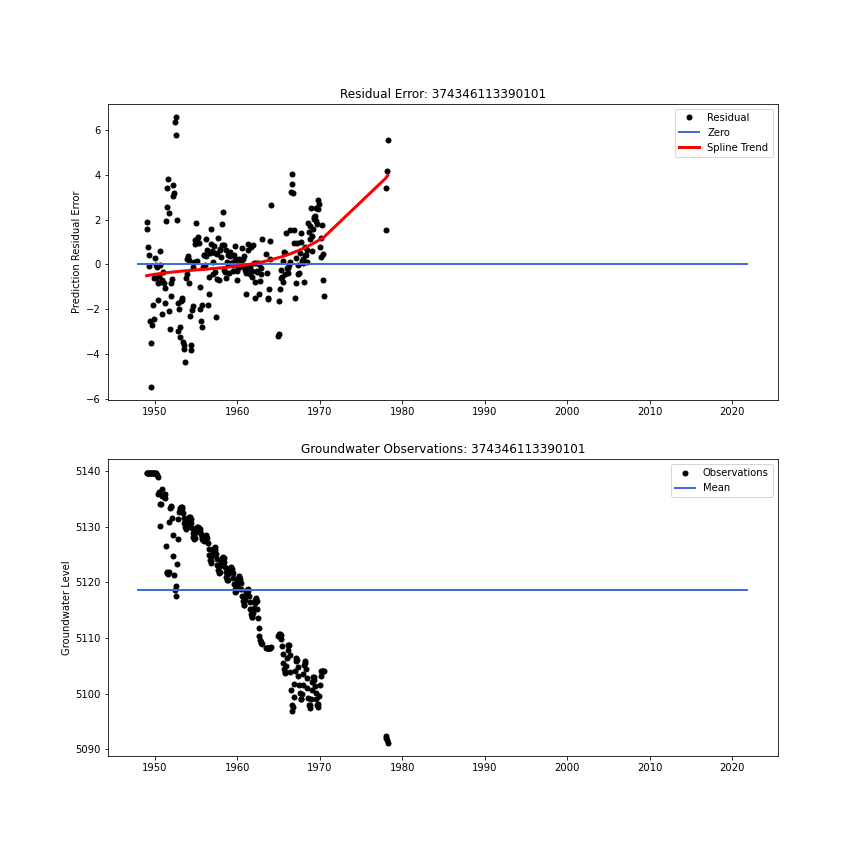 Residual Error: 374346113390101
Prediction Residual Error
6
4
2
0
−2
−4
−6
Residual
Zero
Spline Trend
1950 1960 1970 1980 1990 2000 2010 2020
Groundwater Observations: 374346113390101
Groundwater Level
5140
5130
5120
5110
5100
5090
Observations
Mean
1950 1960 1970 1980 1990 2000 2010 2020